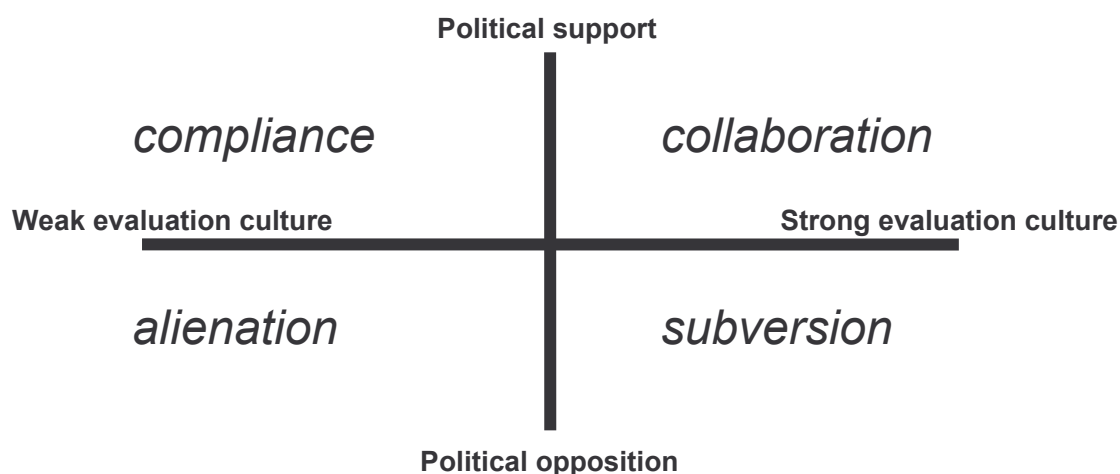 Political support
compliance
collaboration
Weak evaluation culture
Strong evaluation culture
alienation
subversion
Political opposition